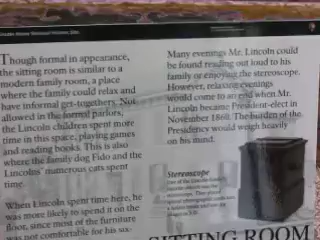 Lincoln Home National Historic Site
Though formal in appearance,
the sitting room is similar to a
modern family room, a place
where the family could relax and
have informal get-togethers. Not
allowed in the formal parlors,
the Lincoln children spent more
time in this space, playing games
and reading books. This is also
where the family dog Fido and the
Lincolns' numerous cats spent
time.
When Lincoln spent time here, he
was more likely to spend it on the
floor, since most of the furniture
was not comfortable for his six-
Many evenings Mr. Lincoln could
be found reading out loud to his
family or enjoying the stereoscope.
However, relaxing evenings
would come to an end when Mr.
Lincoln became President-elect in
November 1860. The burden of the
Presidency would weigh heavily
on his mind.
Stereoscope
SITTING ROOM